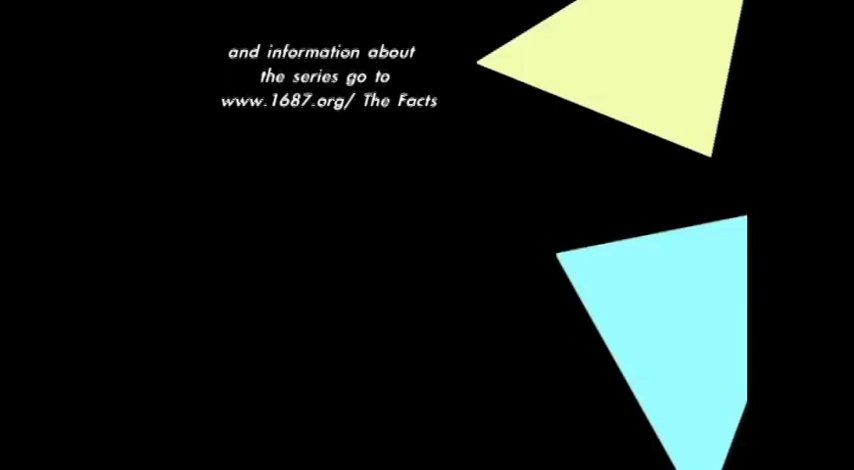 and information about
the series go to
www.1687.org/ The Facts